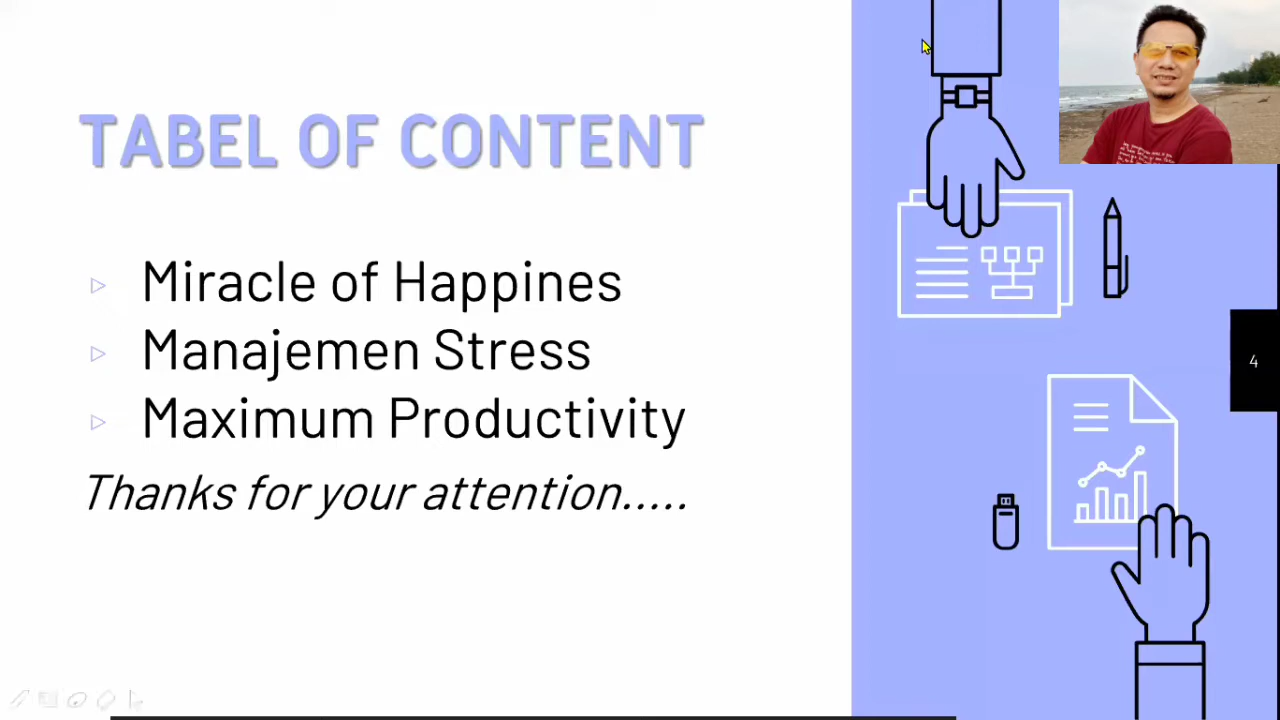 TABEL OF CONTENT
Miracle of Happines
Manajemen Stress
Maximum Productivity
Thanks for your attention.....
4